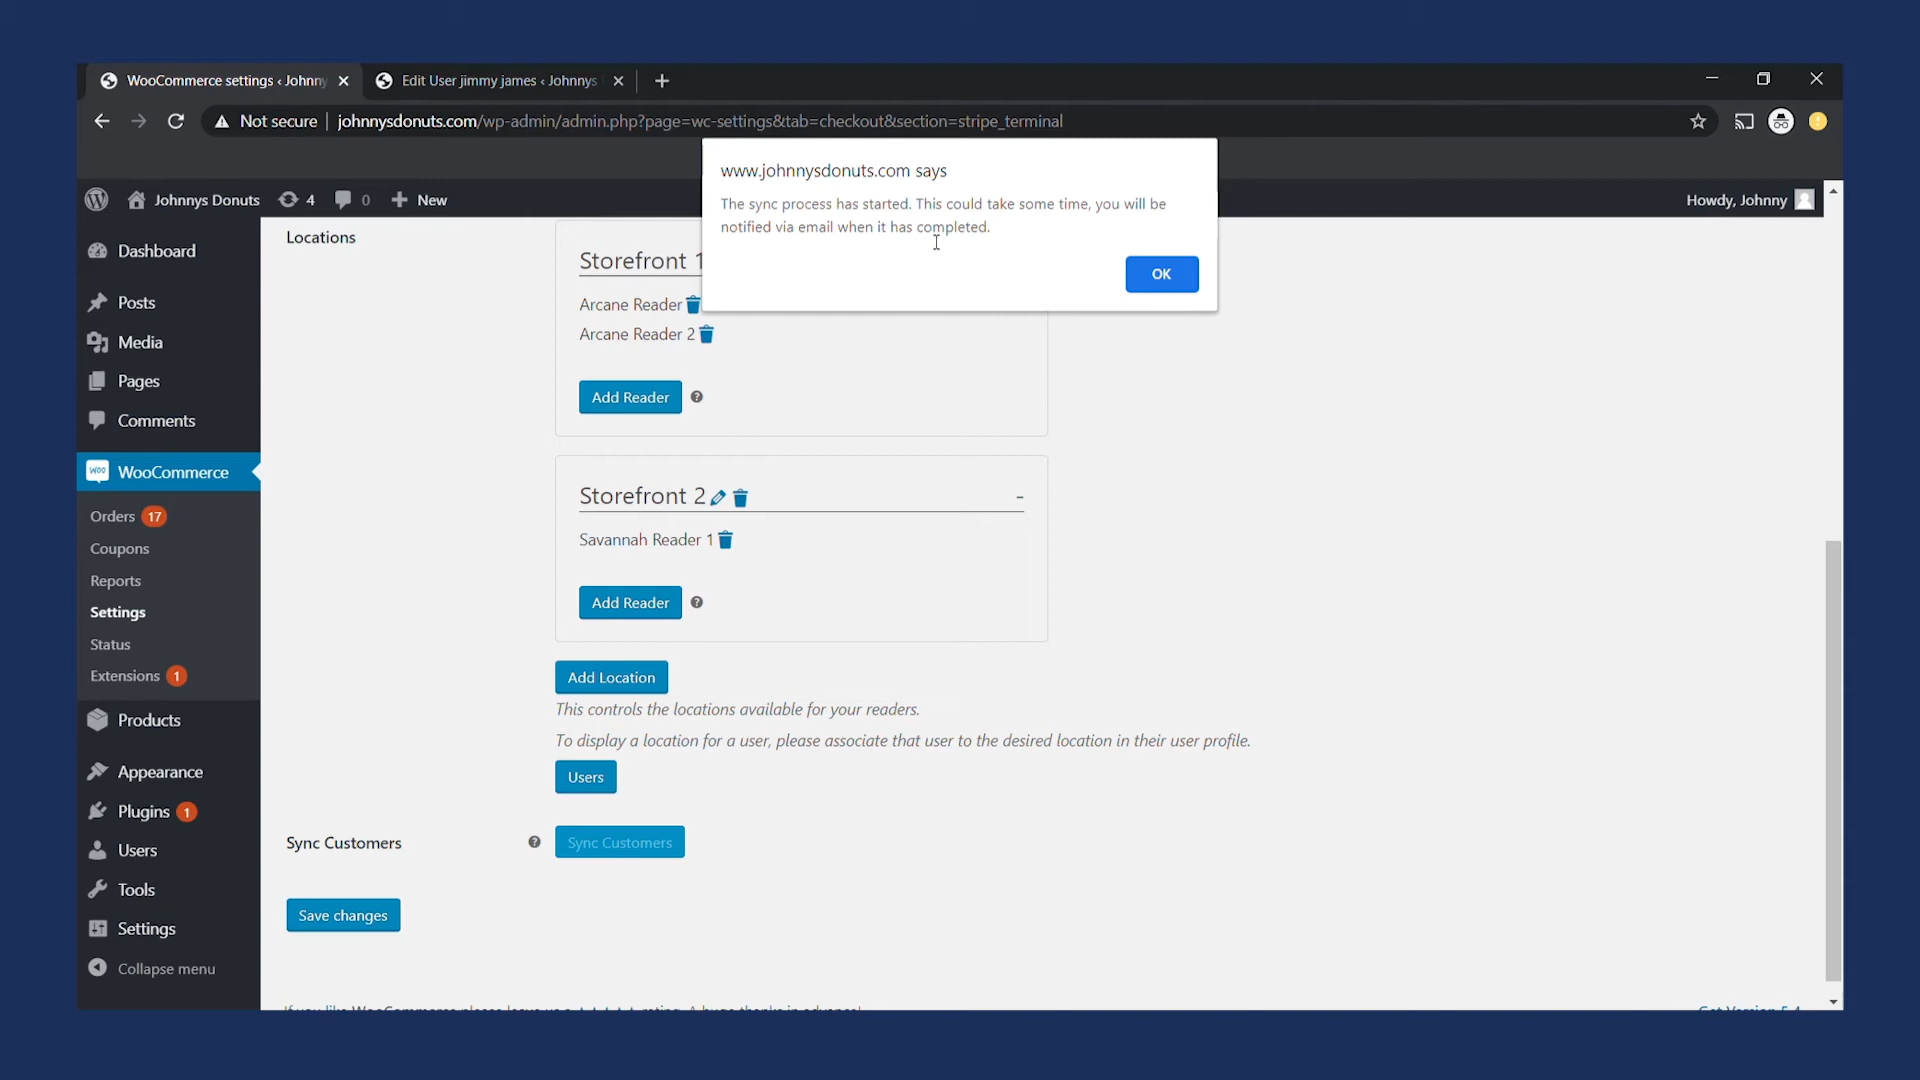 WooCommerce settings ‹ Johnny
Edit User jimmy james ‹ Johnnys
Not secure
johnnysdonuts.com/wp-admin/admin.php?page=wc-settings&tab=checkout&section=stripe_terminal
www.johnnysdonuts.com says
The sync process has started. This could take some time, you will be
notified via email when it has completed.
OK
Johnnys Donuts
4
0
New
Howdy, Johnny
Dashboard
Posts
Media
Pages
Comments
WOO
WooCommerce
Orders 17
Coupons
Reports
Settings
Status
Extensions 1
Products
Appearance
Plugins 1
Users
Tools
Settings
Collapse menu
Locations
Storefront 1
Arcane Reader
Arcane Reader 2
Add Reader
Storefront 2
-
Savannah Reader 1
Add Reader
Add Location
This controls the locations available for your readers.
To display a location for a user, please associate that user to the desired location in their user profile.
Users
Sync Customers
Sync Customers
Save changes